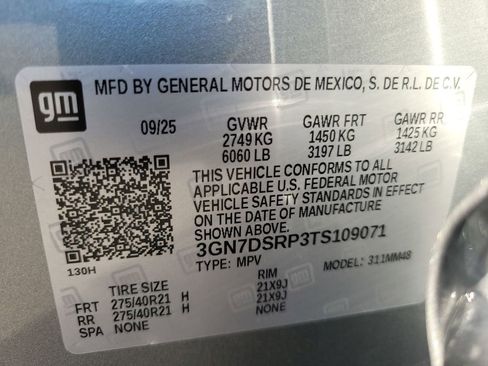 gm
MFD BY GENERAL MOTORS DE MEXICO, S. DE R.L. DE C.V.
09/25 GVWR GAWR FRT GAWR RR
2749 KG 1450 KG 1425 KG
6060 LB 3197 LB 3142 LB
THIS VEHICLE CONFORMS TO ALL
APPLICABLE U.S. FEDERAL MOTOR
VEHICLE SAFETY STANDARDS IN EFFECT
ON THE DATE OF MANUFACTURE
SHOWN ABOVE.
3GN7DSRP3TS109071
130H TYPE: MPV MODEL: 311MM48
TIRE SIZE RIM
FRT 275/40R21 H 21X9J
RR 275/40R21 H 21X9J
SPA NONE NONE